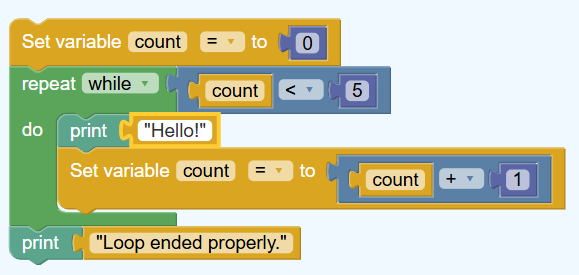 Set variable count = to 0
repeat while count < 5
do print "Hello!"
Set variable count = to count + 1
print "Loop ended properly."